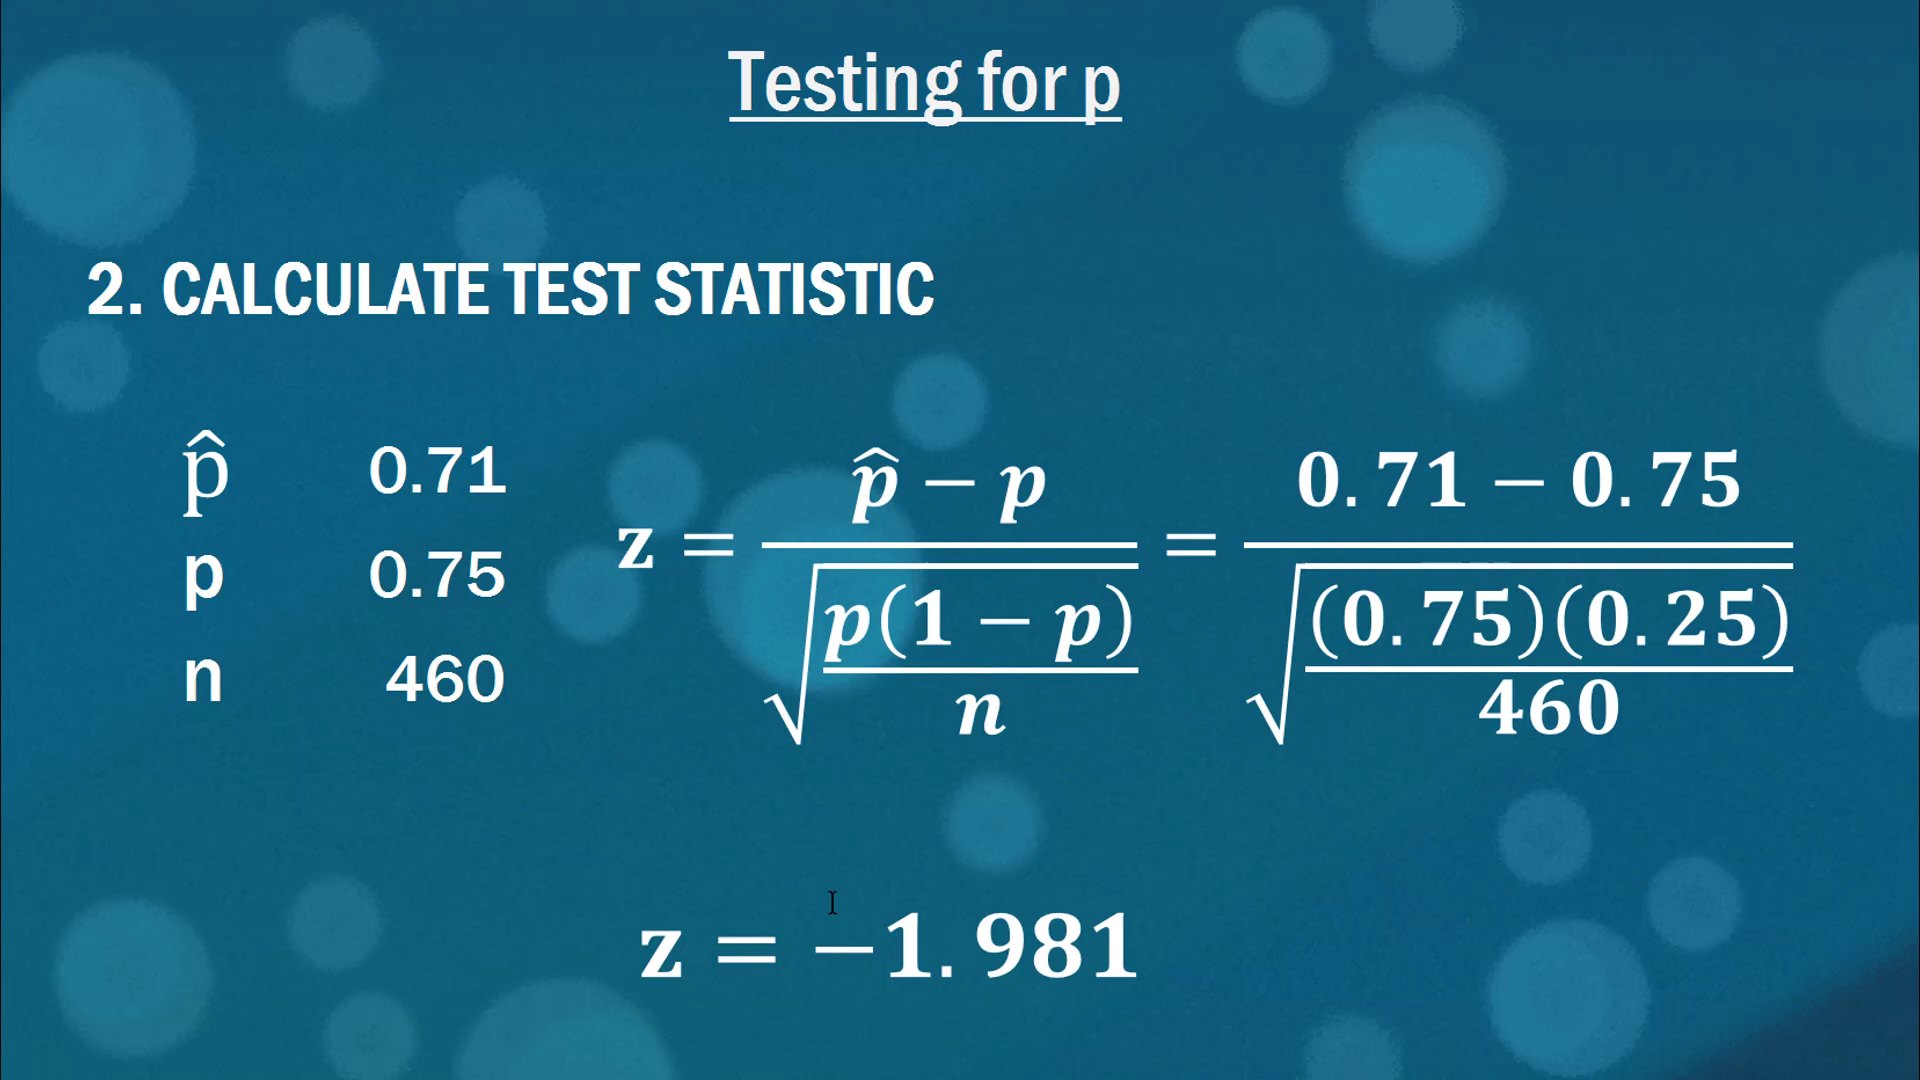 Testing for p
2. CALCULATE TEST STATISTIC
p̂ 0.71
p 0.75
n 460
z = (p̂ − p) / √(p(1 − p) / n) = (0.71 − 0.75) / √((0.75)(0.25) / 460)
z = −1.981